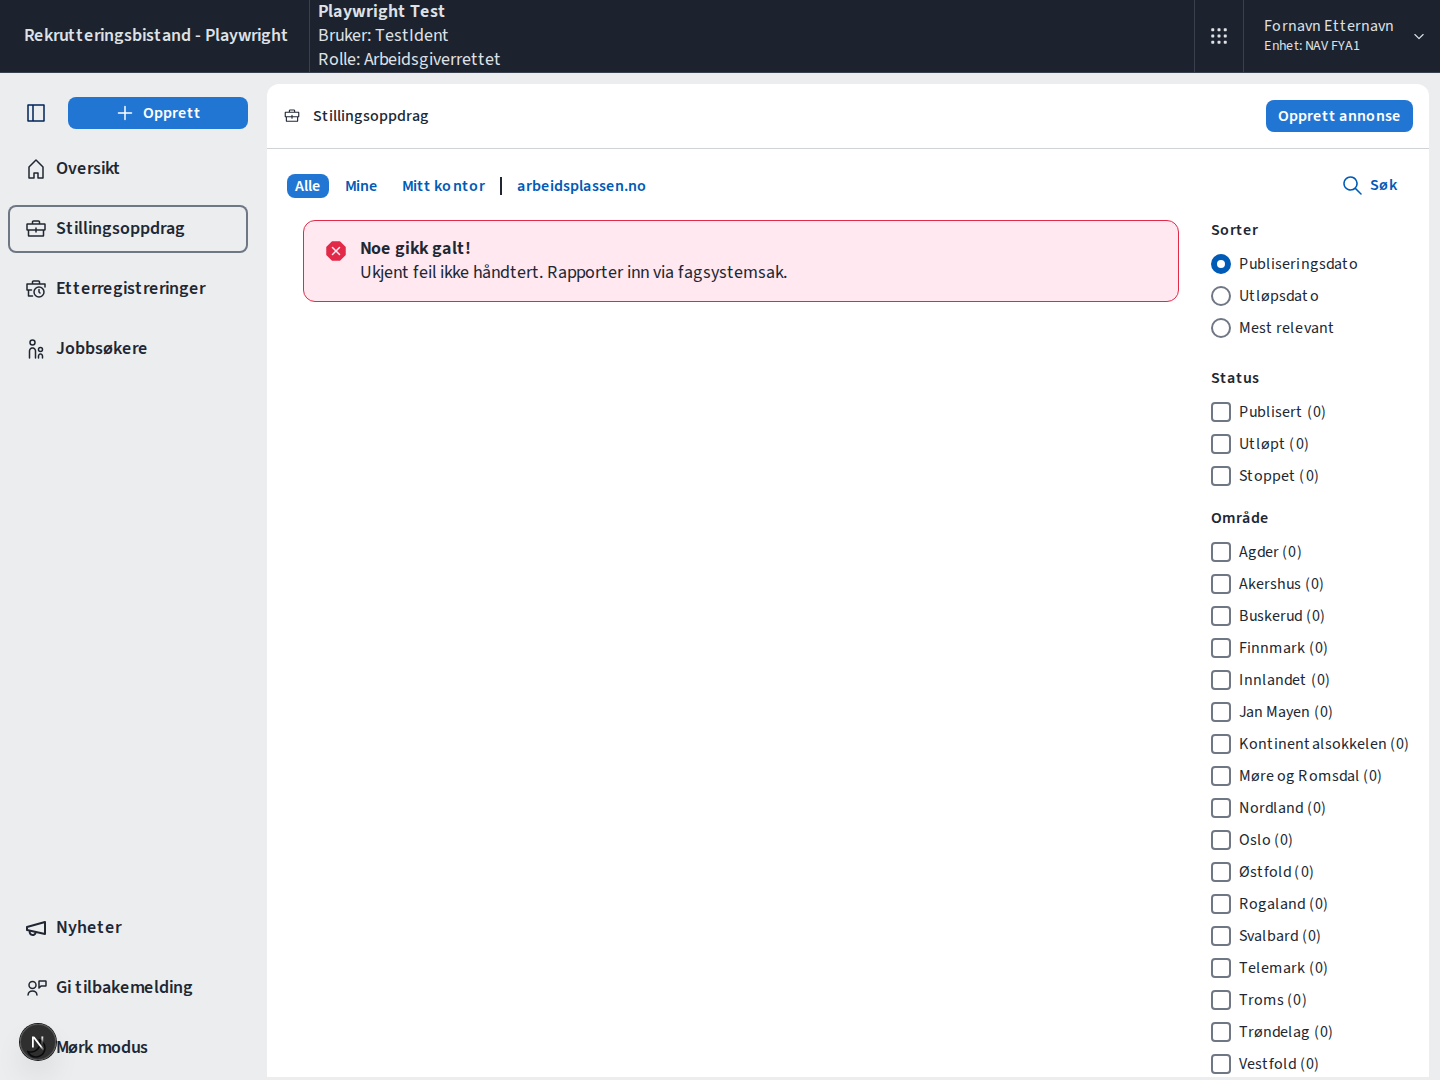 Rekrutteringsbistand - Playwright
Playwright Test
Bruker: TestIdent
Rolle: Arbeidsgiverrettet
Fornavn Etternavn
Enhet: NAV FYA1
Opprett
Oversikt
Stillingsoppdrag
Etterregistreringer
Jobbsøkere
Nyheter
Gi tilbakemelding
N
Mørk modus
Stillingsoppdrag
Opprett annonse
Alle
Mine
Mitt kontor
arbeidsplassen.no
Søk
Noe gikk galt!
Ukjent feil ikke håndtert. Rapporter inn via fagsystemsak.
Sorter
Publiseringsdato
Utløpsdato
Mest relevant
Status
Publisert (0)
Utløpt (0)
Stoppet (0)
Område
Agder (0)
Akershus (0)
Buskerud (0)
Finnmark (0)
Innlandet (0)
Jan Mayen (0)
Kontinentalsokkelen (0)
Møre og Romsdal (0)
Nordland (0)
Oslo (0)
Østfold (0)
Rogaland (0)
Svalbard (0)
Telemark (0)
Troms (0)
Trøndelag (0)
Vestfold (0)